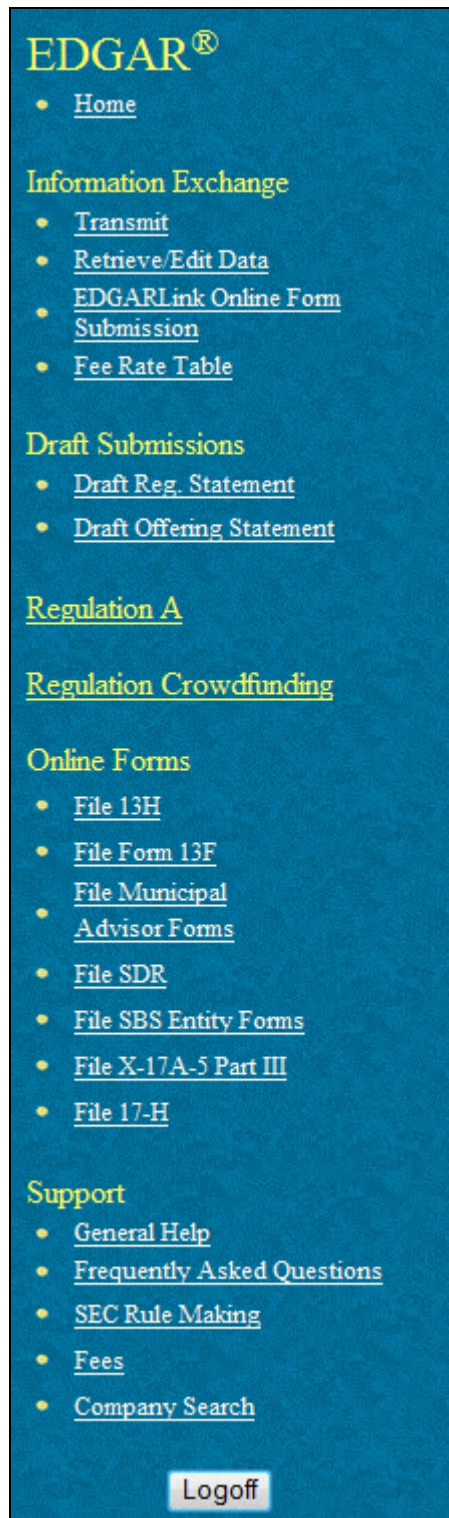 EDGAR®
Home
Information Exchange
Transmit
Retrieve/Edit Data
EDGARLink Online Form
Submission
Fee Rate Table
Draft Submissions
Draft Reg. Statement
Draft Offering Statement
Regulation A
Regulation Crowdfunding
Online Forms
File 13H
File Form 13F
File Municipal
Advisor Forms
File SDR
File SBS Entity Forms
File X-17A-5 Part III
File 17-H
Support
General Help
Frequently Asked Questions
SEC Rule Making
Fees
Company Search
Logoff